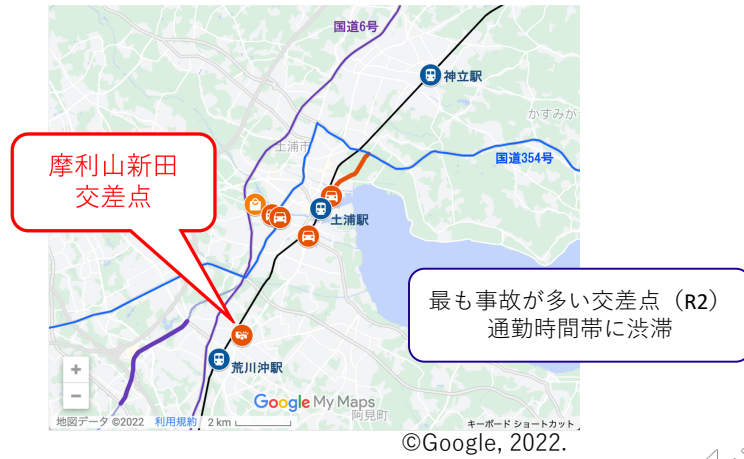 国道6号
神立駅
かすみが
土浦市
国道354号
摩利山新田
交差点
土浦駅
最も事故が多い交差点（R2）
通勤時間帯に渋滞
荒川沖駅
+
−
Google My Maps
阿見町
地図データ ©2022 利用規約 2 km
キーボード ショートカット
©Google, 2022.